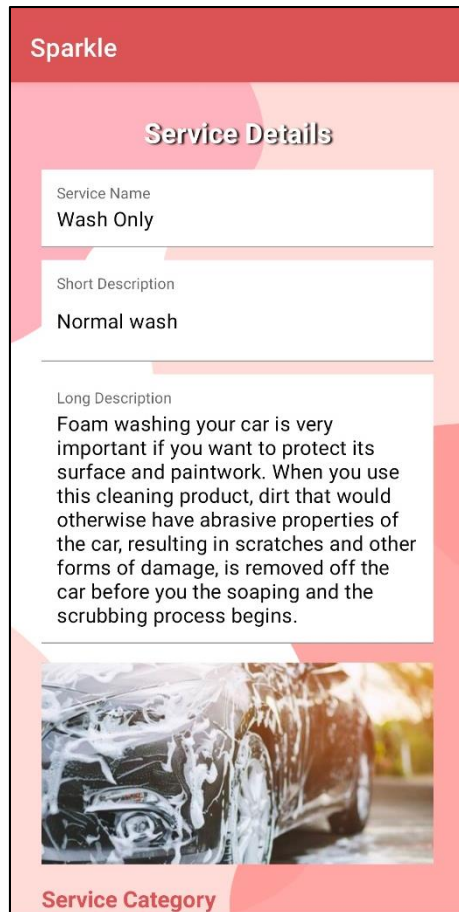 Sparkle
Service Details
Service Name
Wash Only
Short Description
Normal wash
Long Description
Foam washing your car is very
important if you want to protect its
surface and paintwork. When you use
this cleaning product, dirt that would
otherwise have abrasive properties of
the car, resulting in scratches and other
forms of damage, is removed off the
car before you the soaping and the
scrubbing process begins.
Service Category